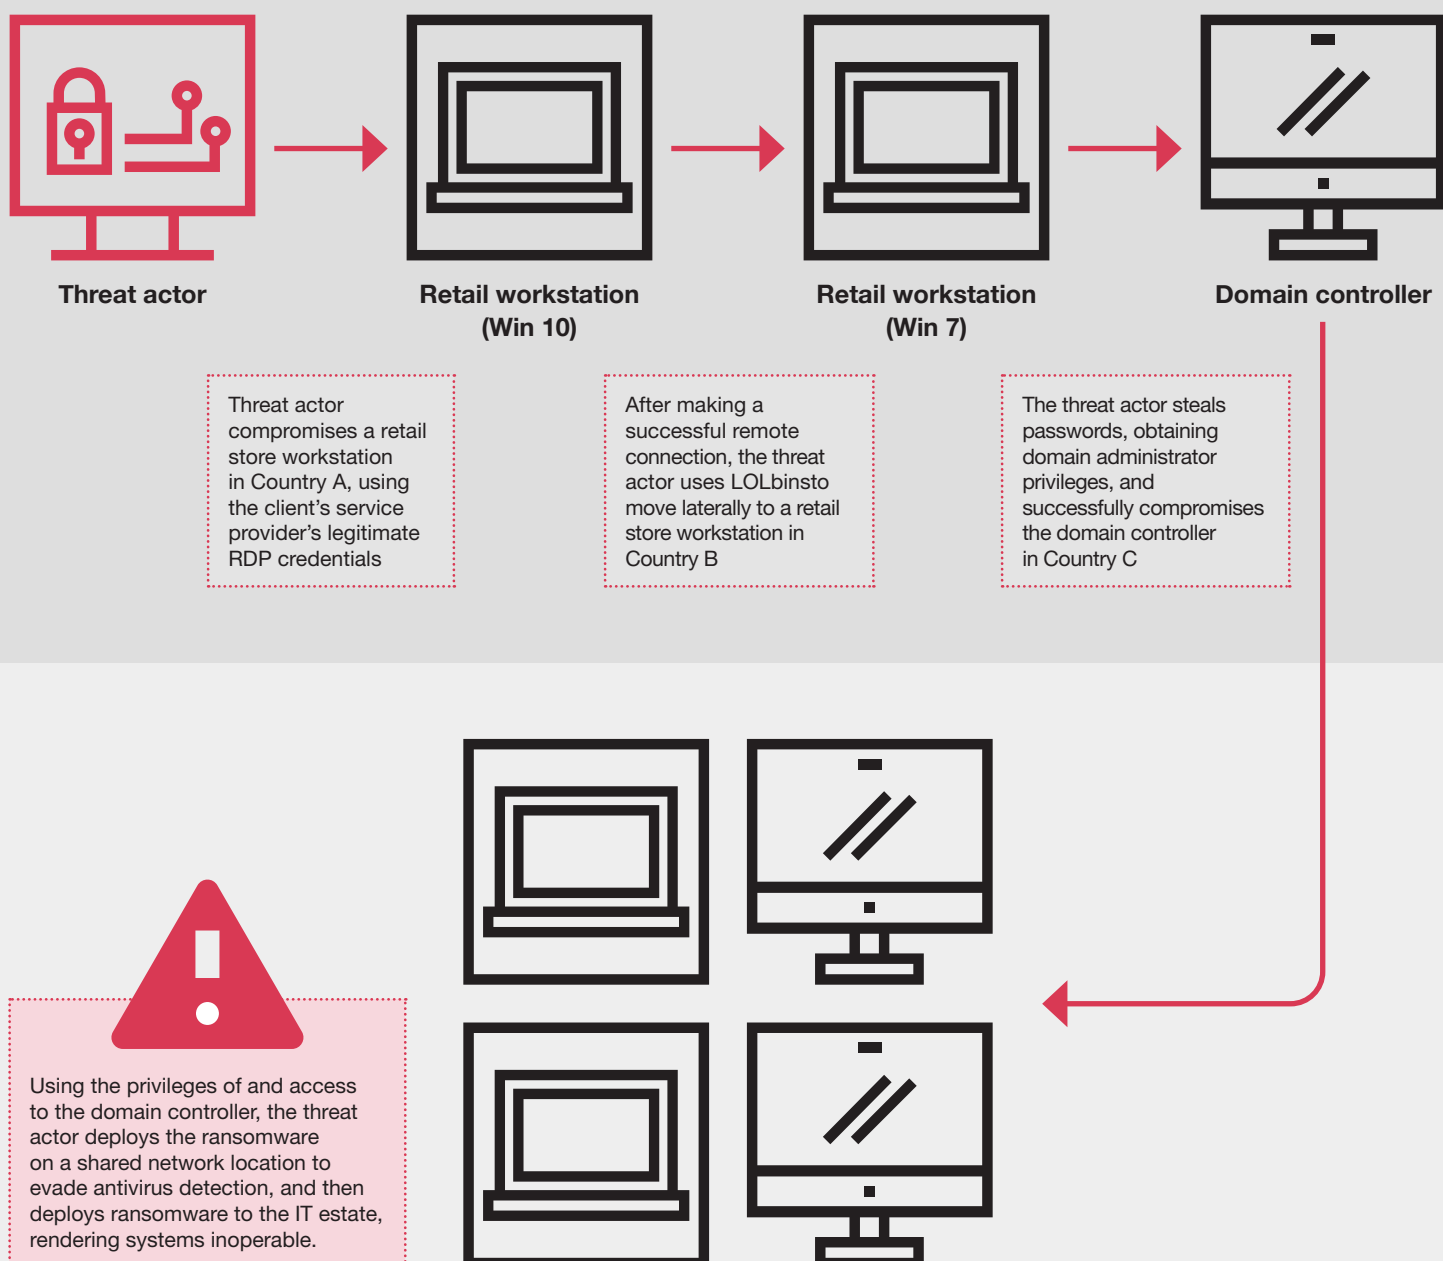 Threat actor
Retail workstation
(Win 10)
Retail workstation
(Win 7)
Domain controller
Threat actor
compromises a retail
store workstation
in Country A, using
the client’s service
provider’s legitimate
RDP credentials
After making a
successful remote
connection, the threat
actor uses LOLbinsto
move laterally to a retail
store workstation in
Country B
The threat actor steals
passwords, obtaining
domain administrator
privileges, and
successfully compromises
the domain controller
in Country C
Using the privileges of and access
to the domain controller, the threat
actor deploys the ransomware
on a shared network location to
evade antivirus detection, and then
deploys ransomware to the IT estate,
rendering systems inoperable.